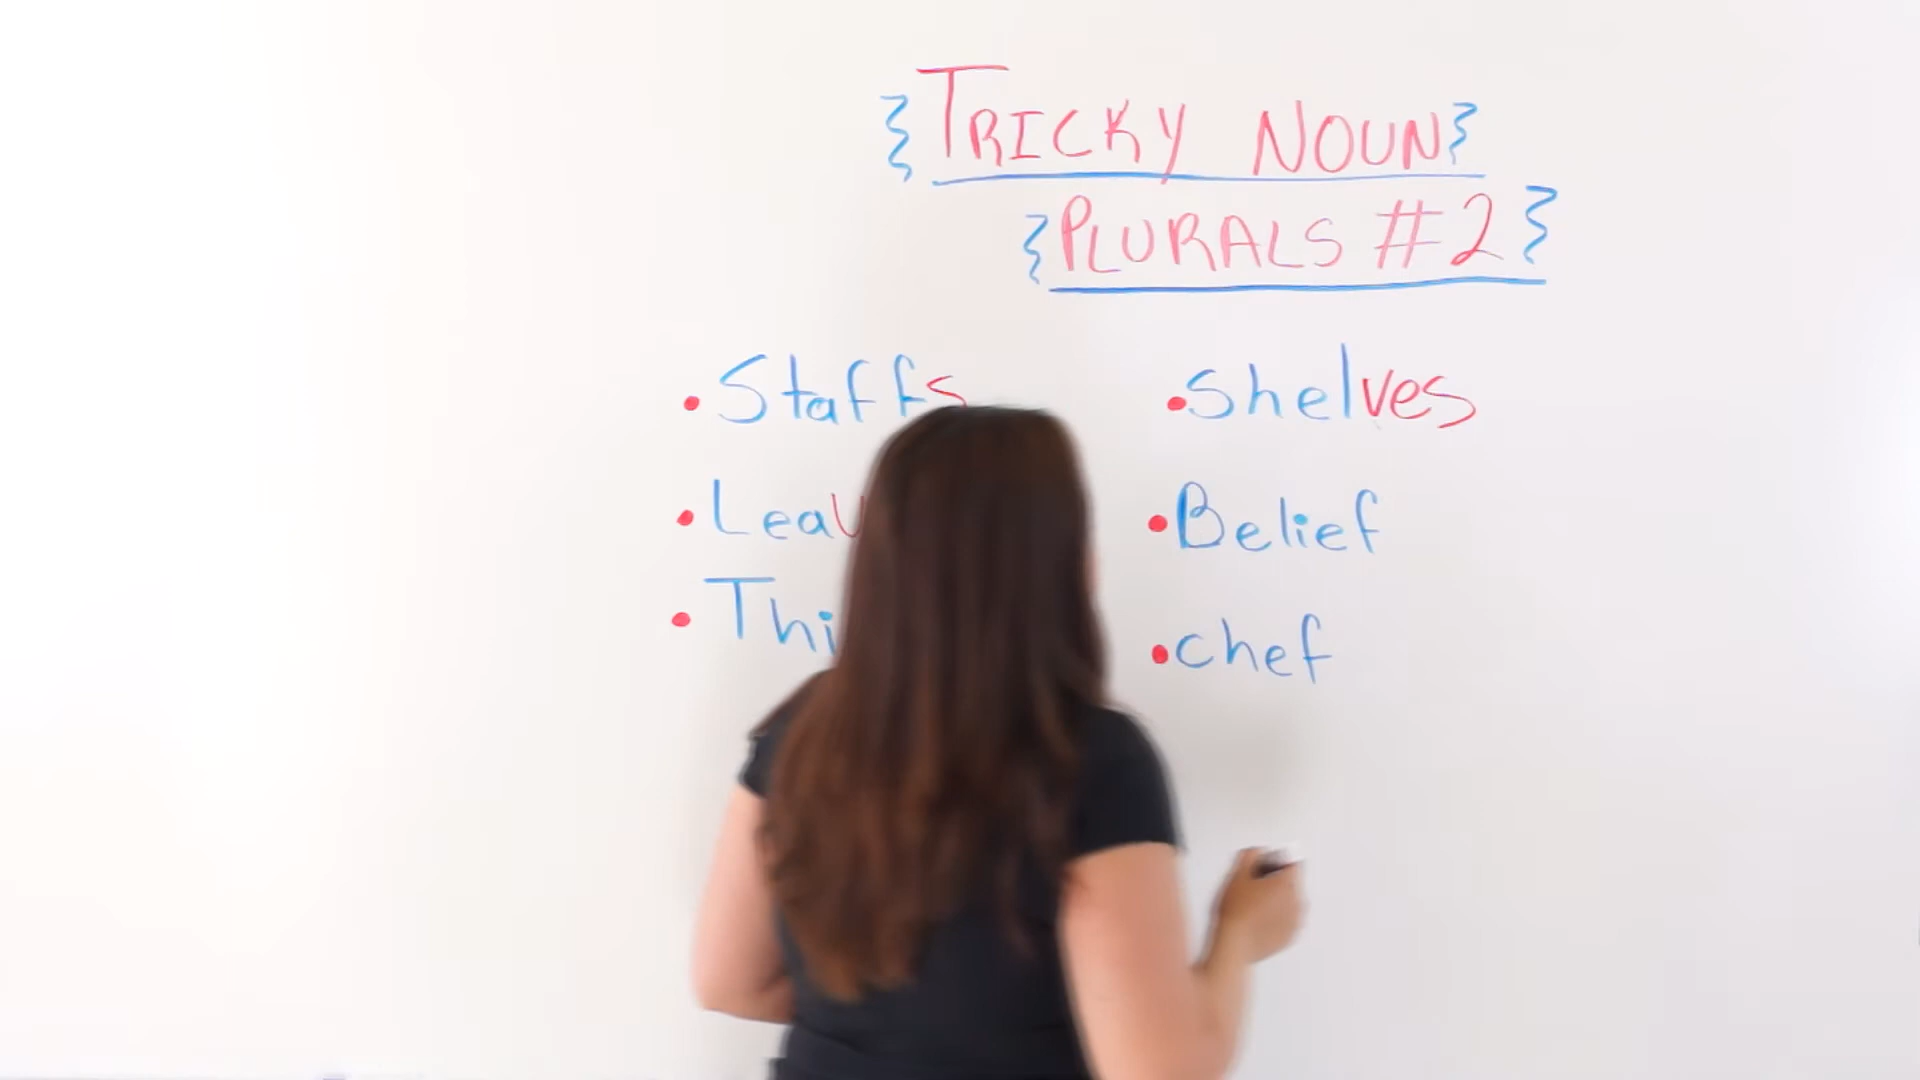 TRICKY NOUN
PLURALS #2
• Staffs
• Shelves
• Belief
• chef